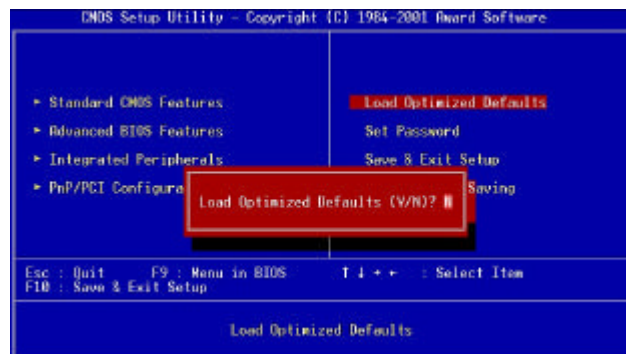 CMOS Setup Utility - Copyright (C) 1984-2001 Award Software
► Standard CMOS Features
► Advanced BIOS Features
► Integrated Peripherals
► PnP/PCI Configura
Load Optimized Defaults
Set Password
Save & Exit Setup
Saving
Load Optimized Defaults (Y/N)? N
Esc : Quit F9 : Menu in BIOS ↑ ↓ → ← : Select Item
F10 : Save & Exit Setup
Load Optimized Defaults